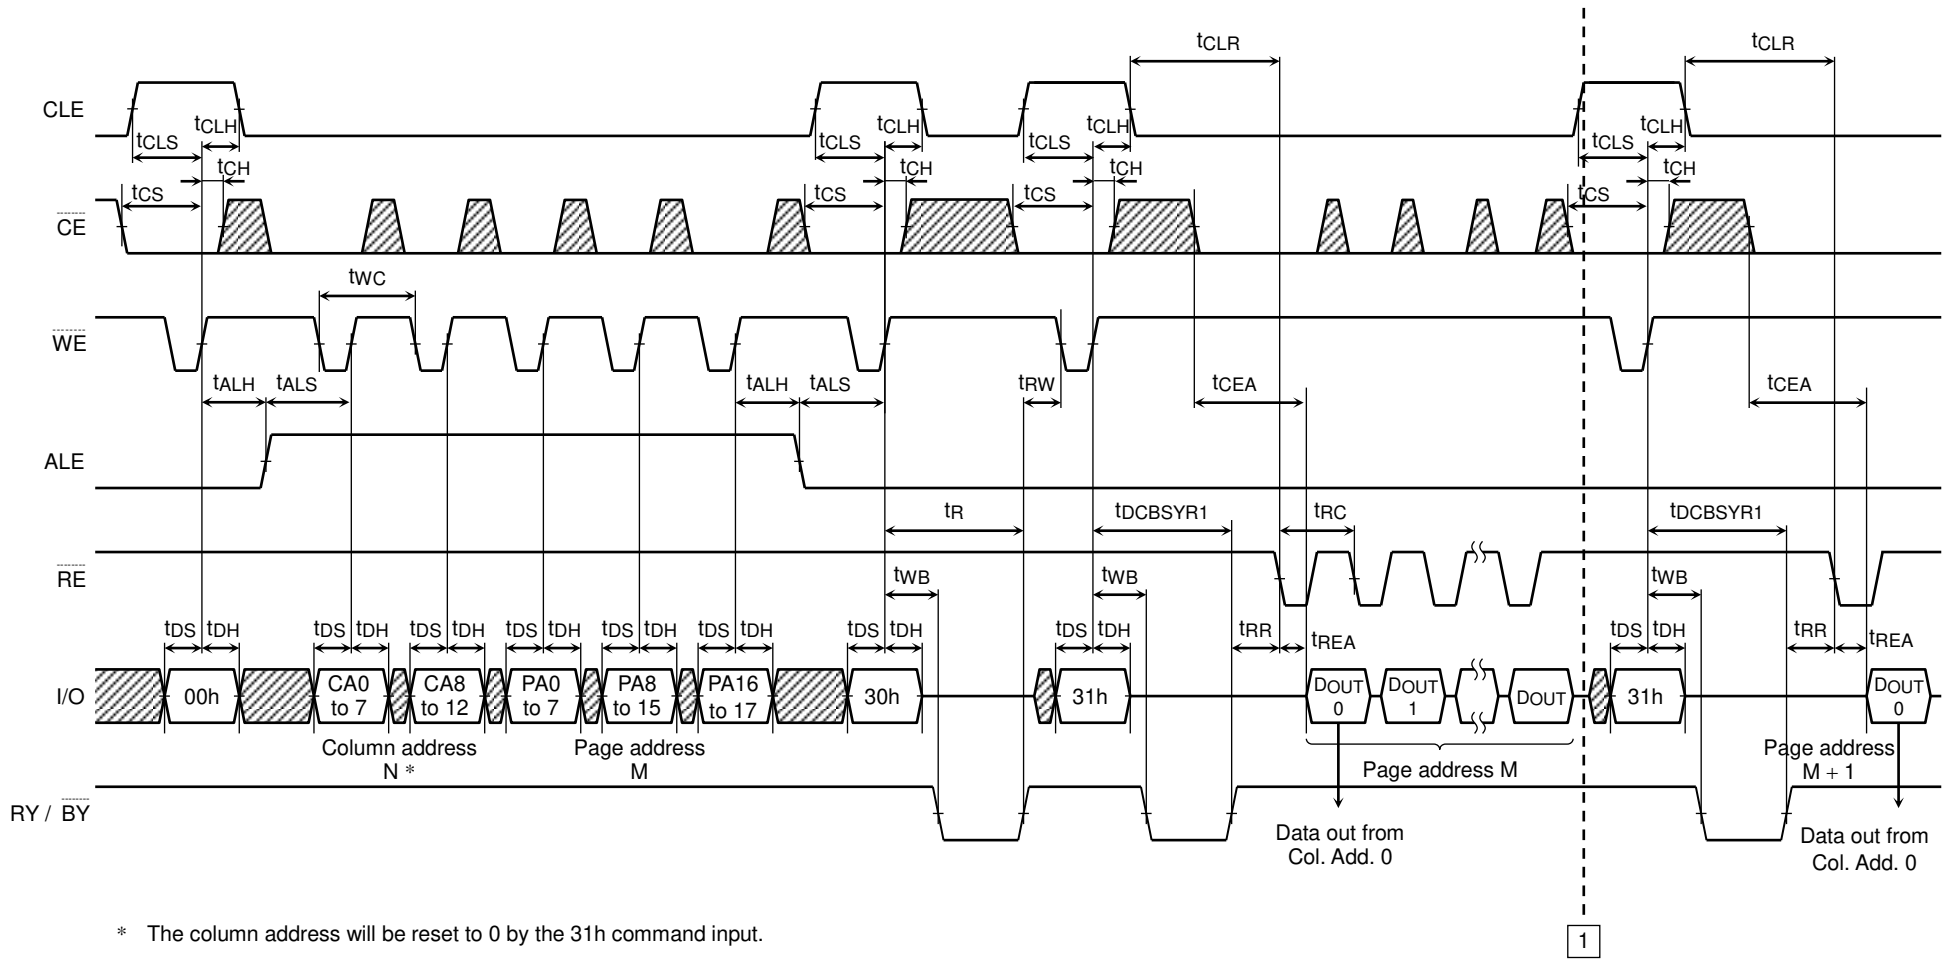 tCLR tCLR
CLE
tCLH tCLH tCLH tCLH
tCLS tCLS tCLS tCLS
tCH tCH tCH tCH
tCS tCS tCS tCS
CE
tWC
WE
tALH tALS tALH tALS tRW tCEA tCEA
ALE
tR tDCBSYR1 tRC tDCBSYR1
RE
tWB tWB tWB
tDS tDH tDS tDH tDS tDH tDS tDH tDS tDH tDS tDH tDS tDH tDS tDH tRR tREA tDS tDH tRR tREA
I/O
00h
CA0
to 7
CA8
to 12
PA0
to 7
PA8
to 15
PA16
to 17
30h
31h
DOUT
0
DOUT
1
DOUT
31h
DOUT
0
Column address
N *
Page address
M
Page address M
Page address
M + 1
RY / BY
Data out from
Col. Add. 0
Data out from
Col. Add. 0
* The column address will be reset to 0 by the 31h command input.
1